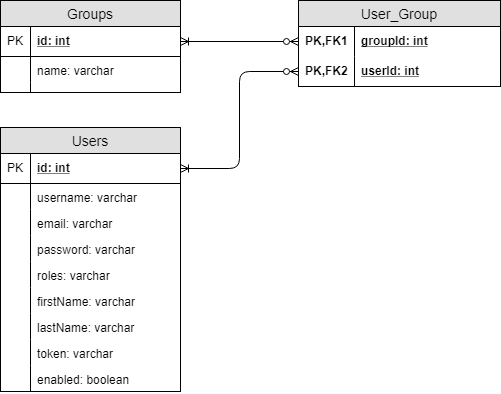 Groups
PK id: int
name: varchar
User_Group
PK,FK1 groupId: int
PK,FK2 userId: int
Users
PK id: int
username: varchar
email: varchar
password: varchar
roles: varchar
firstName: varchar
lastName: varchar
token: varchar
enabled: boolean